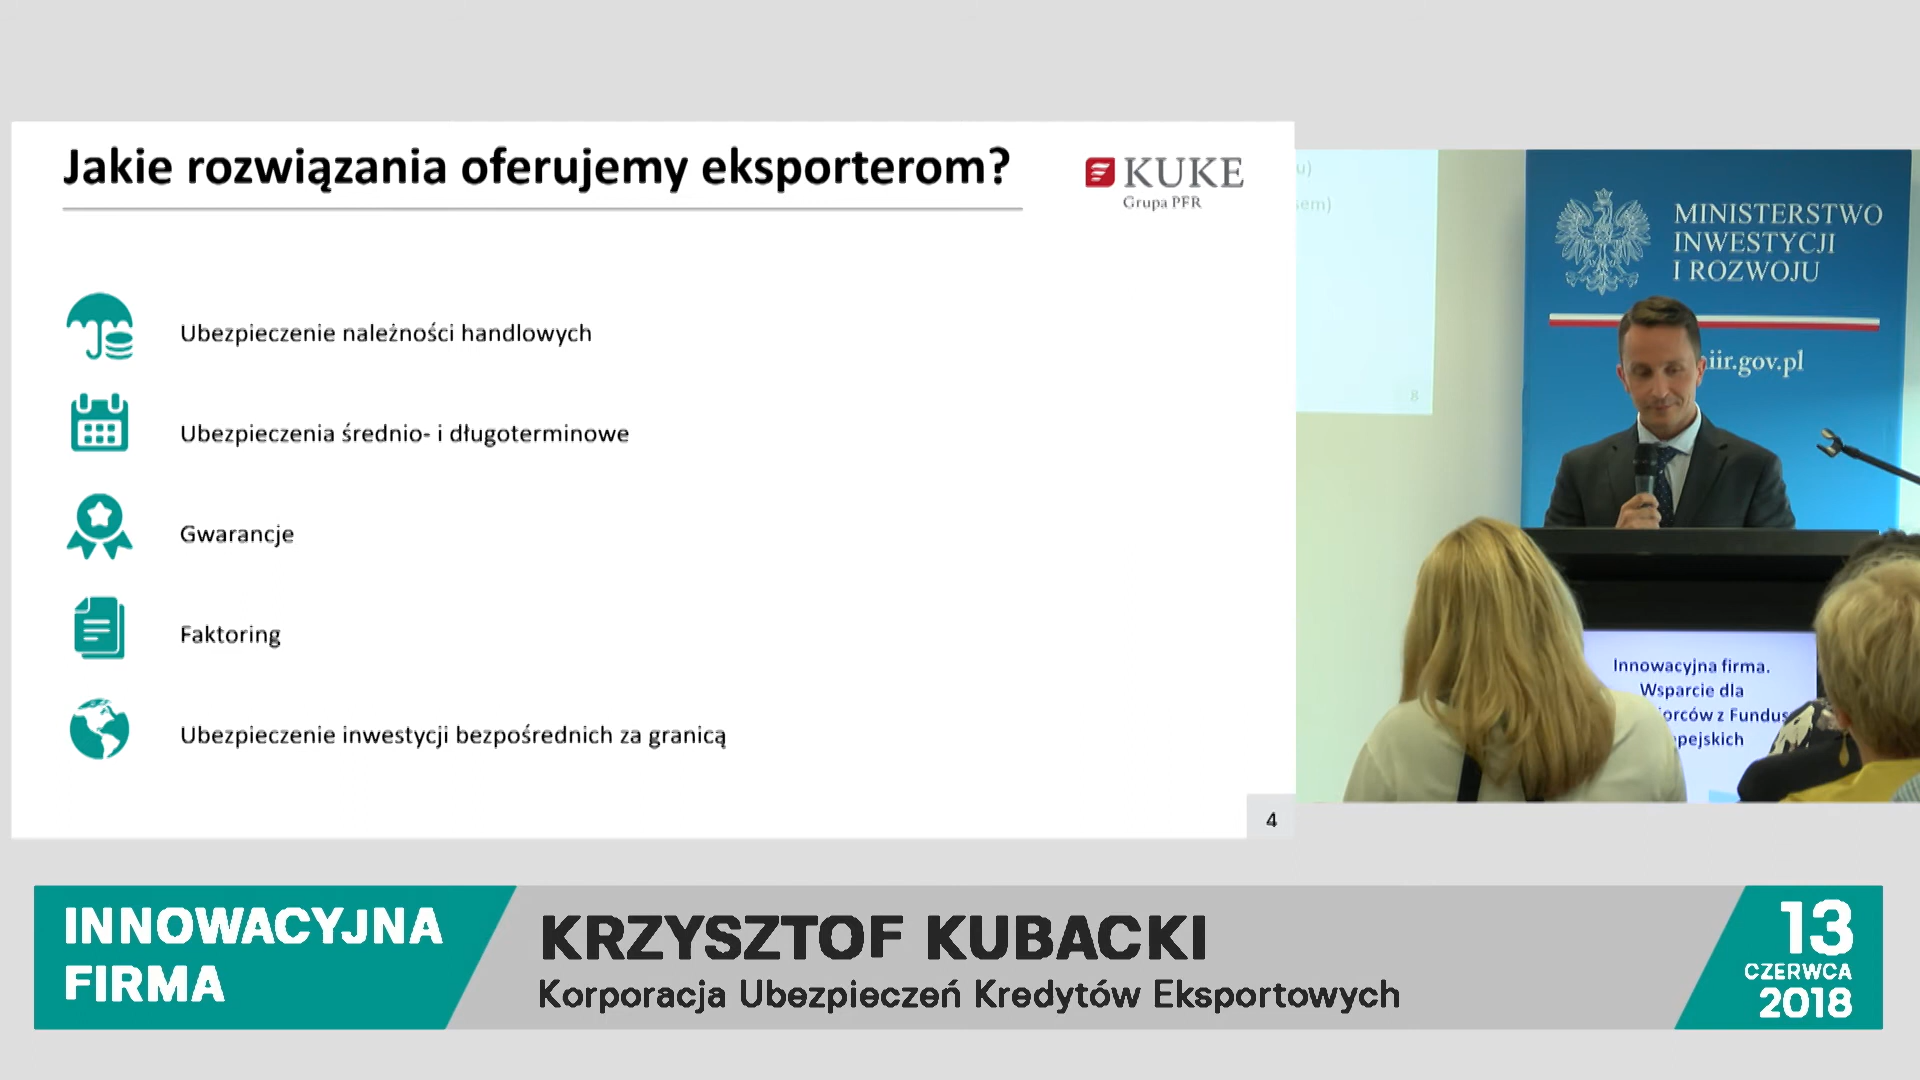 Jakie rozwiązania oferujemy eksporterom?
KUKE
Grupa PFR
Ubezpieczenie należności handlowych
Ubezpieczenia średnio- i długoterminowe
Gwarancje
Faktoring
Ubezpieczenie inwestycji bezpośrednich za granicą
4
8
MINISTERSTWO
INWESTYCJI
I ROZWOJU
iir.gov.pl
Innowacyjna firma.
Wsparcie dla
orców z Fundus
pejskich
INNOWACYJNA
FIRMA
KRZYSZTOF KUBACKI
Korporacja Ubezpieczeń Kredytów Eksportowych
13
CZERWCA
2018